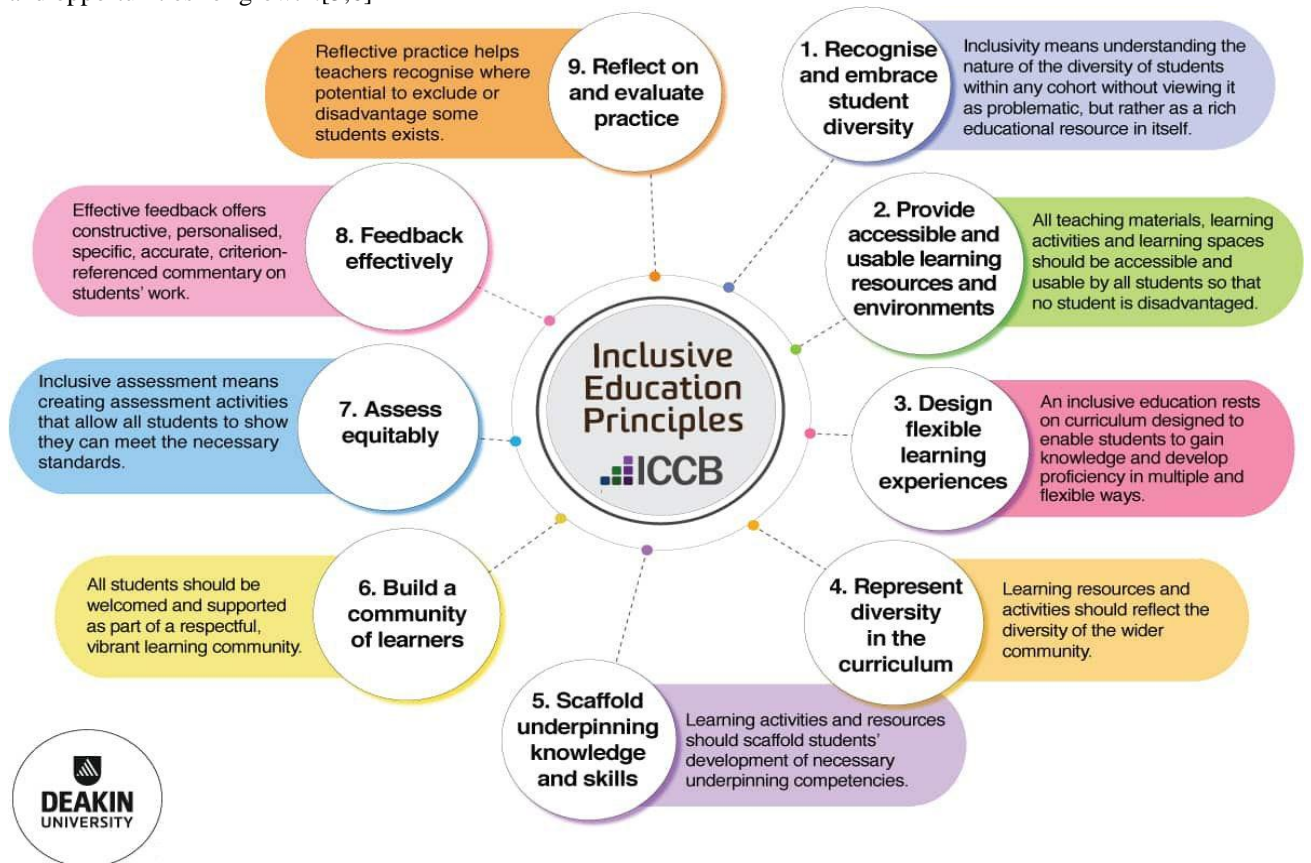 Inclusive
Education
Principles
ICCB
1. Recognise
and embrace
student
diversity
Inclusivity means understanding the
nature of the diversity of students
within any cohort without viewing it
as problematic, but rather as a rich
educational resource in itself.
2. Provide
accessible and
usable learning
resources and
environments
All teaching materials, learning
activities and learning spaces
should be accessible and
usable by all students so that
no student is disadvantaged.
3. Design
flexible
learning
experiences
An inclusive education rests
on curriculum designed to
enable students to gain
knowledge and develop
proficiency in multiple and
flexible ways.
4. Represent
diversity
in the
curriculum
Learning resources and
activities should reflect the
diversity of the wider
community.
5. Scaffold
underpinning
knowledge
and skills
Learning activities and resources
should scaffold students’
development of necessary
underpinning competencies.
6. Build a
community
of learners
All students should be
welcomed and supported
as part of a respectful,
vibrant learning community.
7. Assess
equitably
Inclusive assessment means
creating assessment activities
that allow all students to show
they can meet the necessary
standards.
8. Feedback
effectively
Effective feedback offers
constructive, personalised,
specific, accurate, criterion-
referenced commentary on
students’ work.
9. Reflect on
and evaluate
practice
Reflective practice helps
teachers recognise where
potential to exclude or
disadvantage some
students exists.
DEAKIN
UNIVERSITY